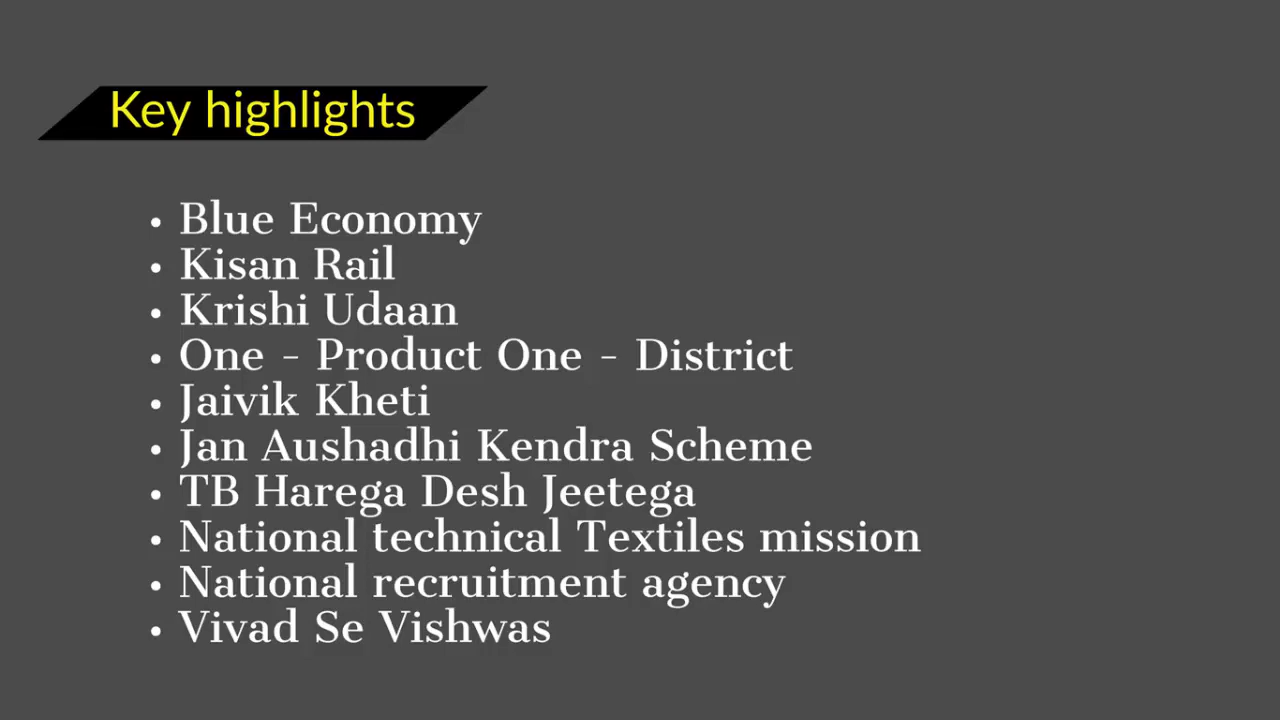 Key highlights
• Blue Economy
• Kisan Rail
• Krishi Udaan
• One - Product One - District
• Jaivik Kheti
• Jan Aushadhi Kendra Scheme
• TB Harega Desh Jeetega
• National technical Textiles mission
• National recruitment agency
• Vivad Se Vishwas